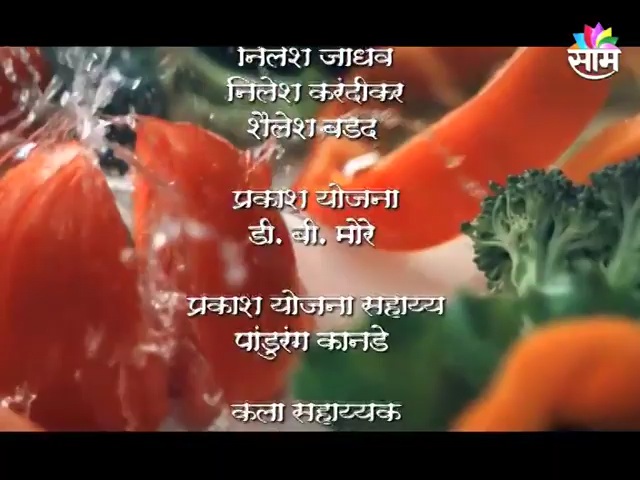 साम
निलेश जाधव
निलेश करंदीकर
शैलेश बडद
प्रकाश योजना
डी. बी. मोरे
प्रकाश योजना सहाय्य
पांडुरंग कानडे
कला सहाय्यक